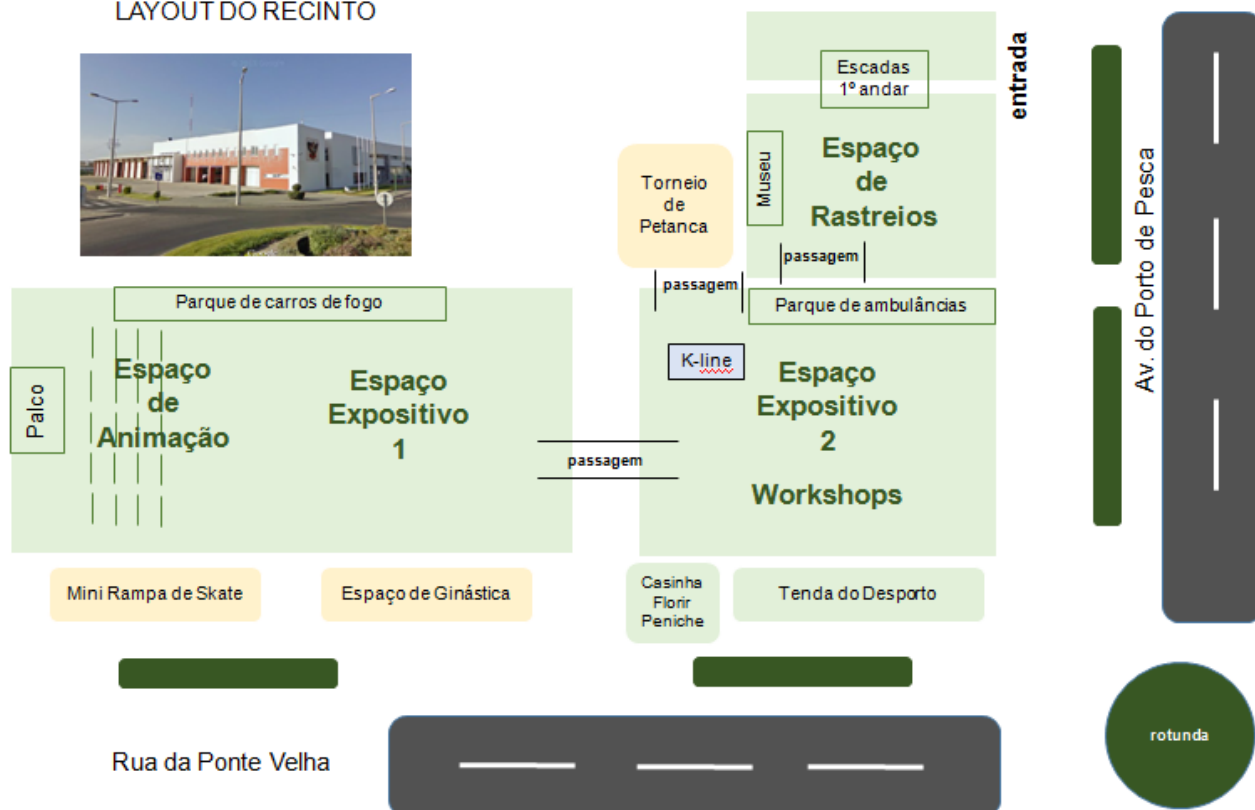 LAYOUT DO RECINTO
entrada
Escadas
1º andar
Espaço
de
Rastreios
Museu
Torneio
de
Petanca
passagem
passagem
Av. do Porto de Pesca
Parque de carros de fogo
Parque de ambulâncias
Palco
Espaço
de
Animação
Espaço
Expositivo
1
K-line
Espaço
Expositivo
2
Workshops
passagem
Mini Rampa de Skate
Espaço de Ginástica
Casinha
Florir
Peniche
Tenda do Desporto
Rua da Ponte Velha
rotunda